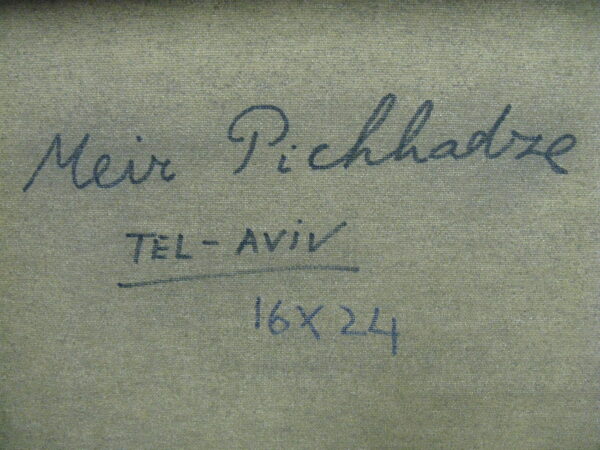 Meir Pichhadze
TEL-AVIV
16X24